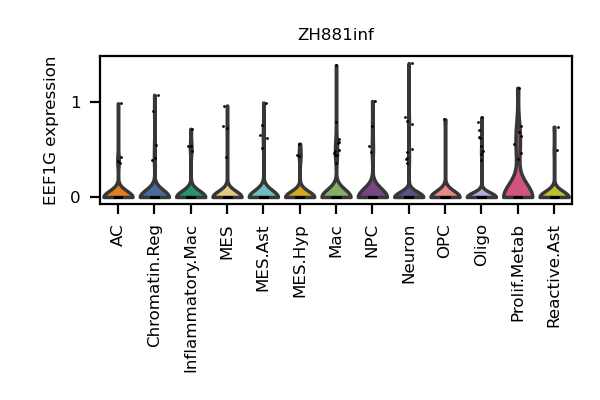 ZH881inf
EEF1G expression
1
0
AC
Chromatin.Reg
Inflammatory.Mac
MES
MES.Ast
MES.Hyp
Mac
NPC
Neuron
OPC
Oligo
Prolif.Metab
Reactive.Ast